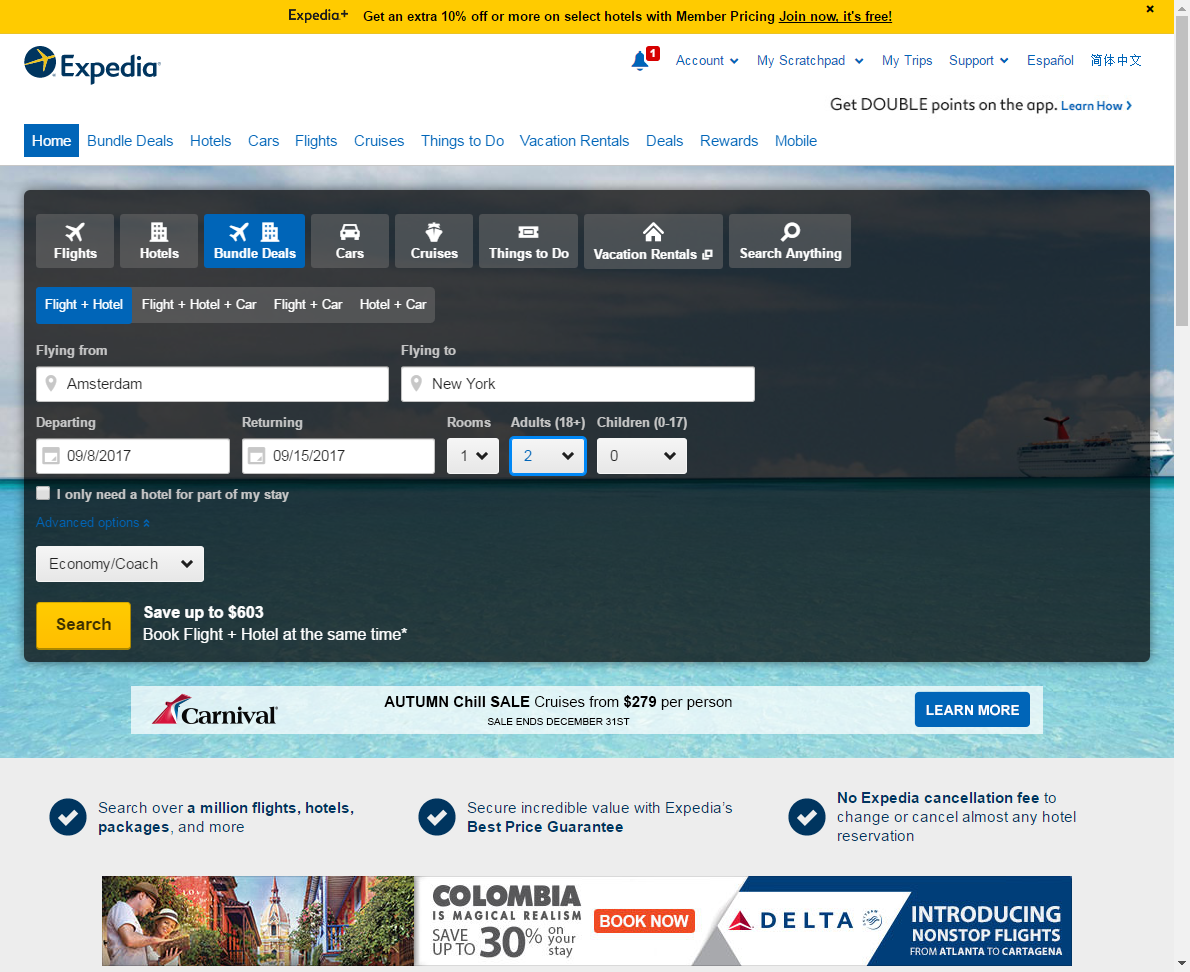 Expedia+ Get an extra 10% off or more on select hotels with Member Pricing Join now, it's free!
Expedia
1 Account My Scratchpad My Trips Support Español 简体中文
Get DOUBLE points on the app. Learn How
Home Bundle Deals Hotels Cars Flights Cruises Things to Do Vacation Rentals Deals Rewards Mobile
Flights Hotels Bundle Deals Cars Cruises Things to Do Vacation Rentals Search Anything
Flight + Hotel Flight + Hotel + Car Flight + Car Hotel + Car
Flying from Flying to
Amsterdam New York
Departing Returning Rooms Adults (18+) Children (0-17)
09/8/2017 09/15/2017 1 2 0
I only need a hotel for part of my stay
Advanced options
Economy/Coach
Search
Save up to $603
Book Flight + Hotel at the same time*
Carnival
AUTUMN Chill SALE Cruises from $279 per person
SALE ENDS DECEMBER 31ST
LEARN MORE
Search over a million flights, hotels,
packages, and more
Secure incredible value with Expedia's
Best Price Guarantee
No Expedia cancellation fee to
change or cancel almost any hotel
reservation
COLOMBIA
IS MAGICAL REALISM
SAVE UP TO 30% on your stay
BOOK NOW
DELTA
INTRODUCING
NONSTOP FLIGHTS
FROM ATLANTA TO CARTAGENA